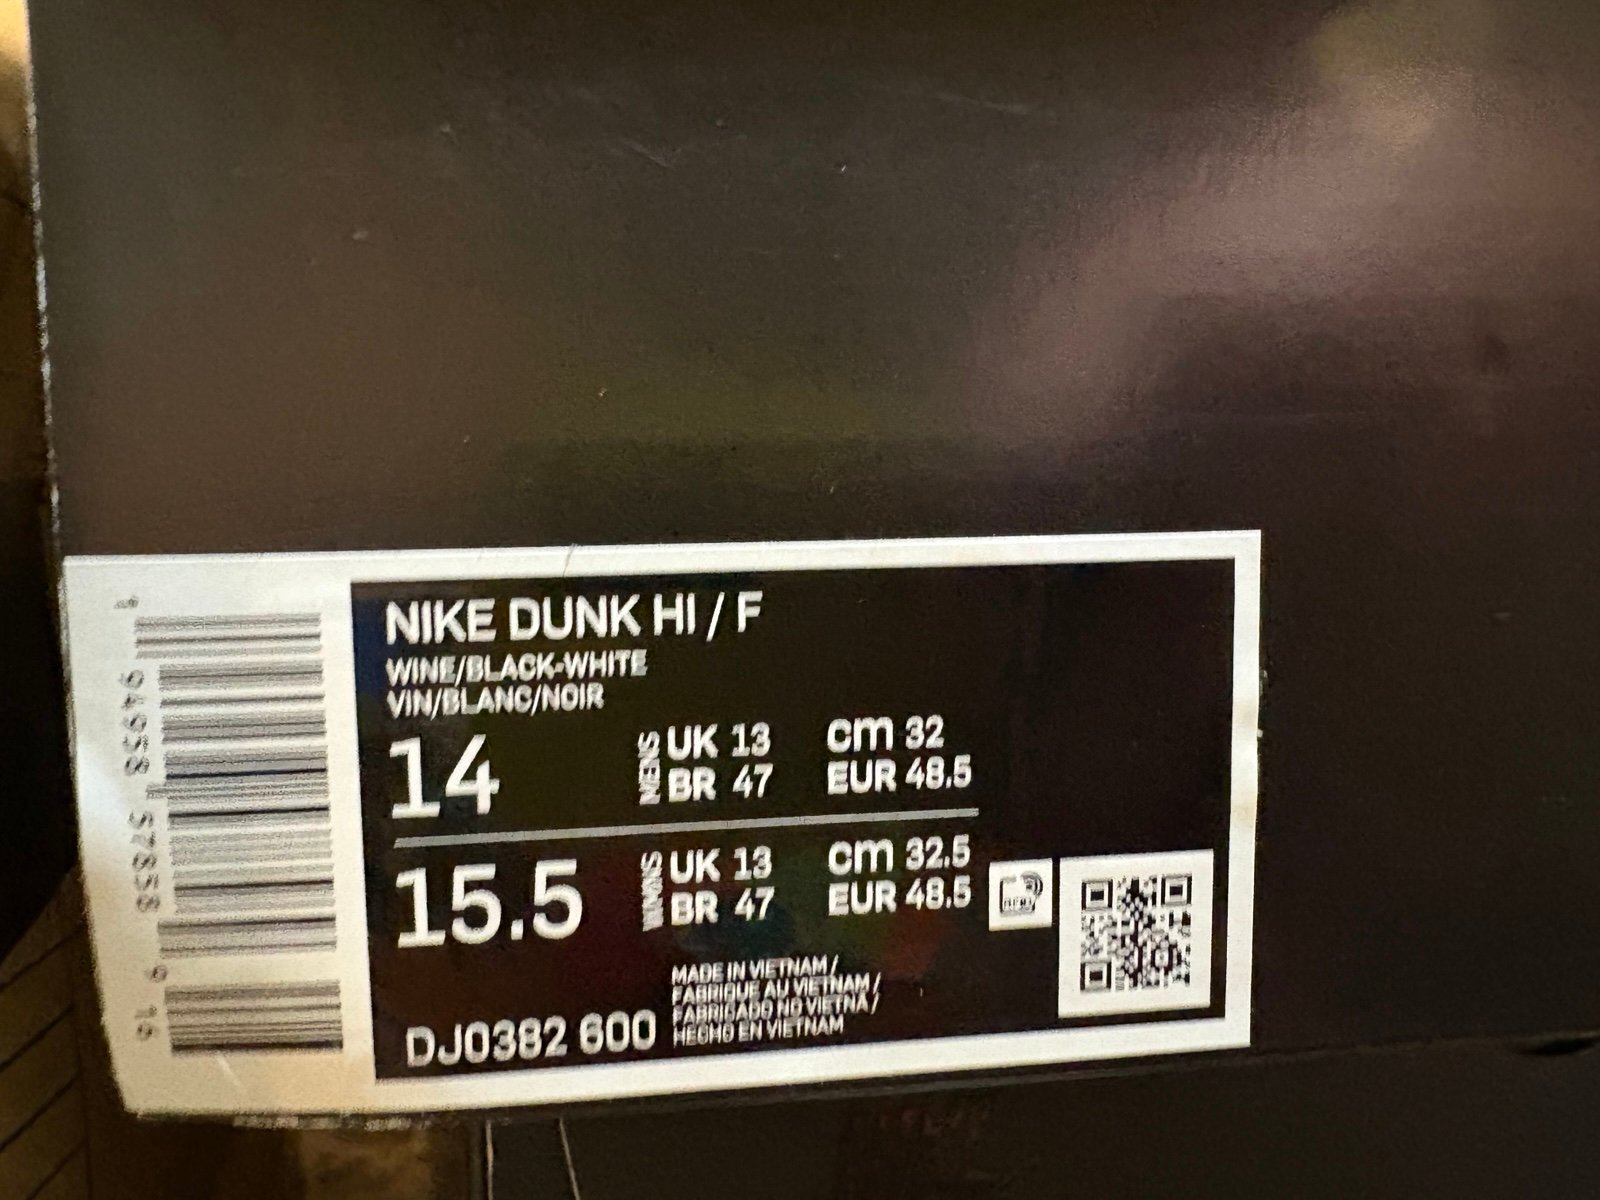 NIKE DUNK HI / F
WINE/BLACK-WHITE
VIN/BLANC/NOIR
14
MENS
UK 13
cm 32
BR 47
EUR 48.5
15.5
WMNS
UK 13
cm 32.5
BR 47
EUR 48.5
MADE IN VIETNAM /
FABRIQUE AU VIETNAM /
FABRICADO NO VIETNA /
HECHO EN VIETNAM
DJ0382 600